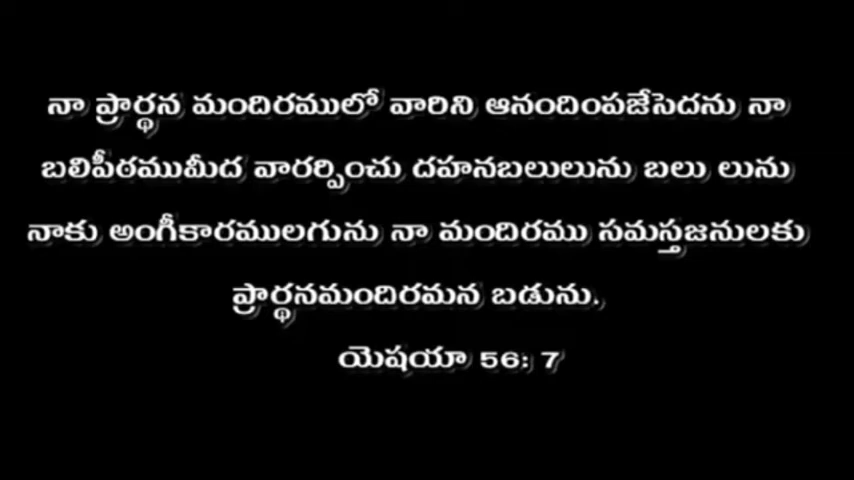 నా ప్రార్థన మందిరములో వారిని ఆనందింపజేసెదను నా
బలిపీఠముమీద వారర్పించు దహనబలులును బలు లును
నాకు అంగీకారములగును నా మందిరము సమస్తజనులకు
ప్రార్థనమందిరమన బడును.
యెషయా 56: 7